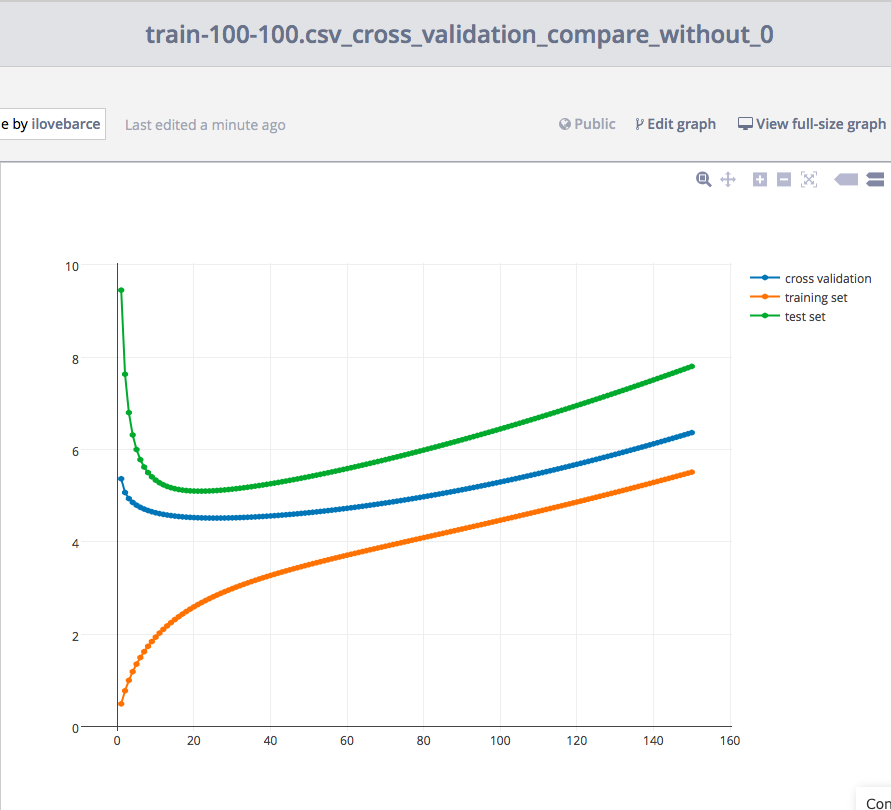 train-100-100.csv_cross_validation_compare_without_0
e by ilovebarce
Last edited a minute ago
Public
Edit graph
View full-size graph
10
8
6
4
2
0
0 20 40 60 80 100 120 140 160
cross validation
training set
test set
Con